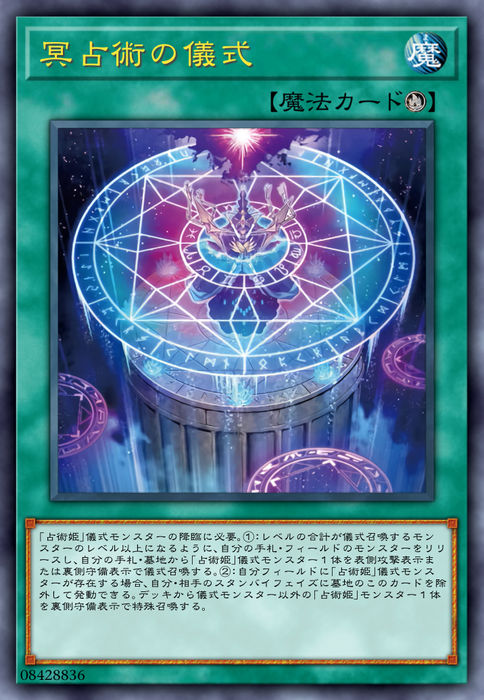 冥占術の儀式
魔
【魔法カード】
「占術姫」儀式モンスターの降臨に必要。①:レベルの合計が儀式召喚するモン
スターのレベル以上になるように、自分の手札・フィールドのモンスターをリリ
ースし、自分の手札・墓地から「占術姫」儀式モンスター１体を表側攻撃表示ま
たは裏側守備表示で儀式召喚する。②:自分フィールドに「占術姫」儀式モンス
ターが存在する場合、自分・相手のスタンバイフェイズに墓地のこのカードを除
外して発動できる。デッキから儀式モンスター以外の「占術姫」モンスター１体
を裏側守備表示で特殊召喚する。
08428836